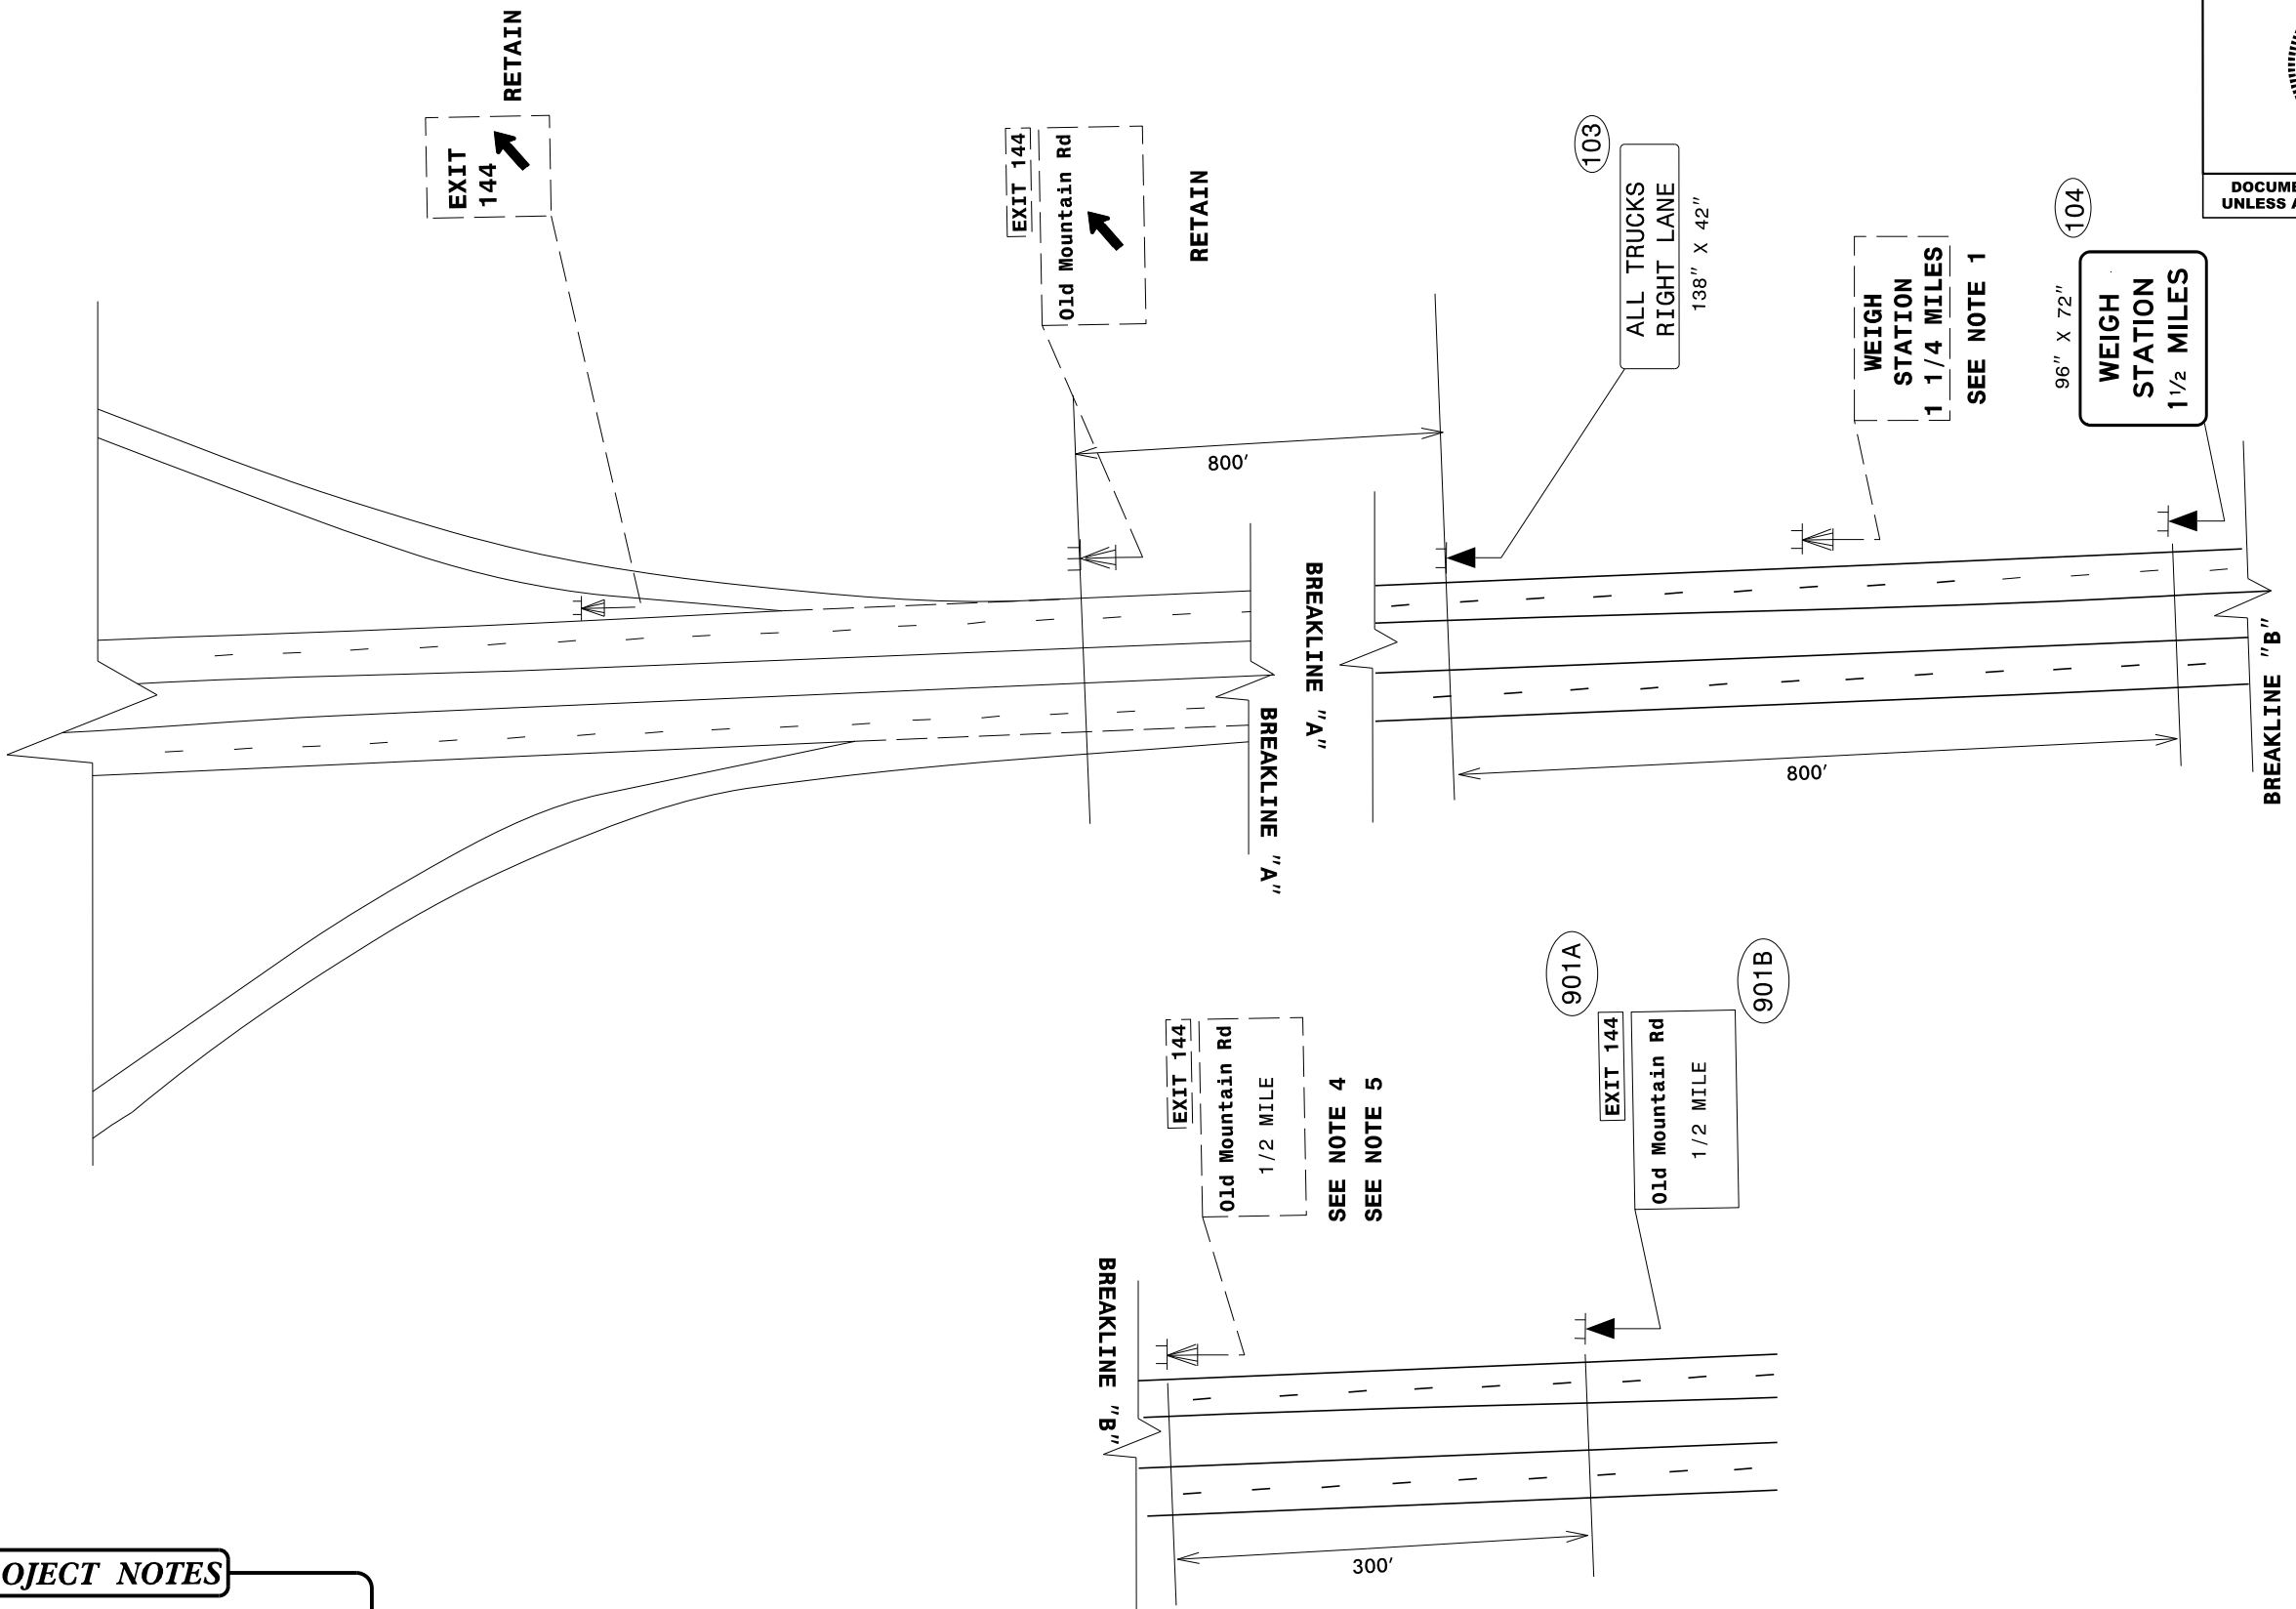 EXIT
144
RETAIN
EXIT 144
Old Mountain Rd
RETAIN
800'
103
ALL TRUCKS
RIGHT LANE
138" X 42"
WEIGH
STATION
1 1/4 MILES
SEE NOTE 1
104
96" X 72"
WEIGH
STATION
1 1/2 MILES
DOCUME
UNLESS A
BREAKLINE "A"
BREAKLINE "A"
800'
BREAKLINE "B"
EXIT 144
Old Mountain Rd
1/2 MILE
SEE NOTE 4
SEE NOTE 5
901A
EXIT 144
Old Mountain Rd
1/2 MILE
901B
BREAKLINE "B"
300'
OJECT NOTES